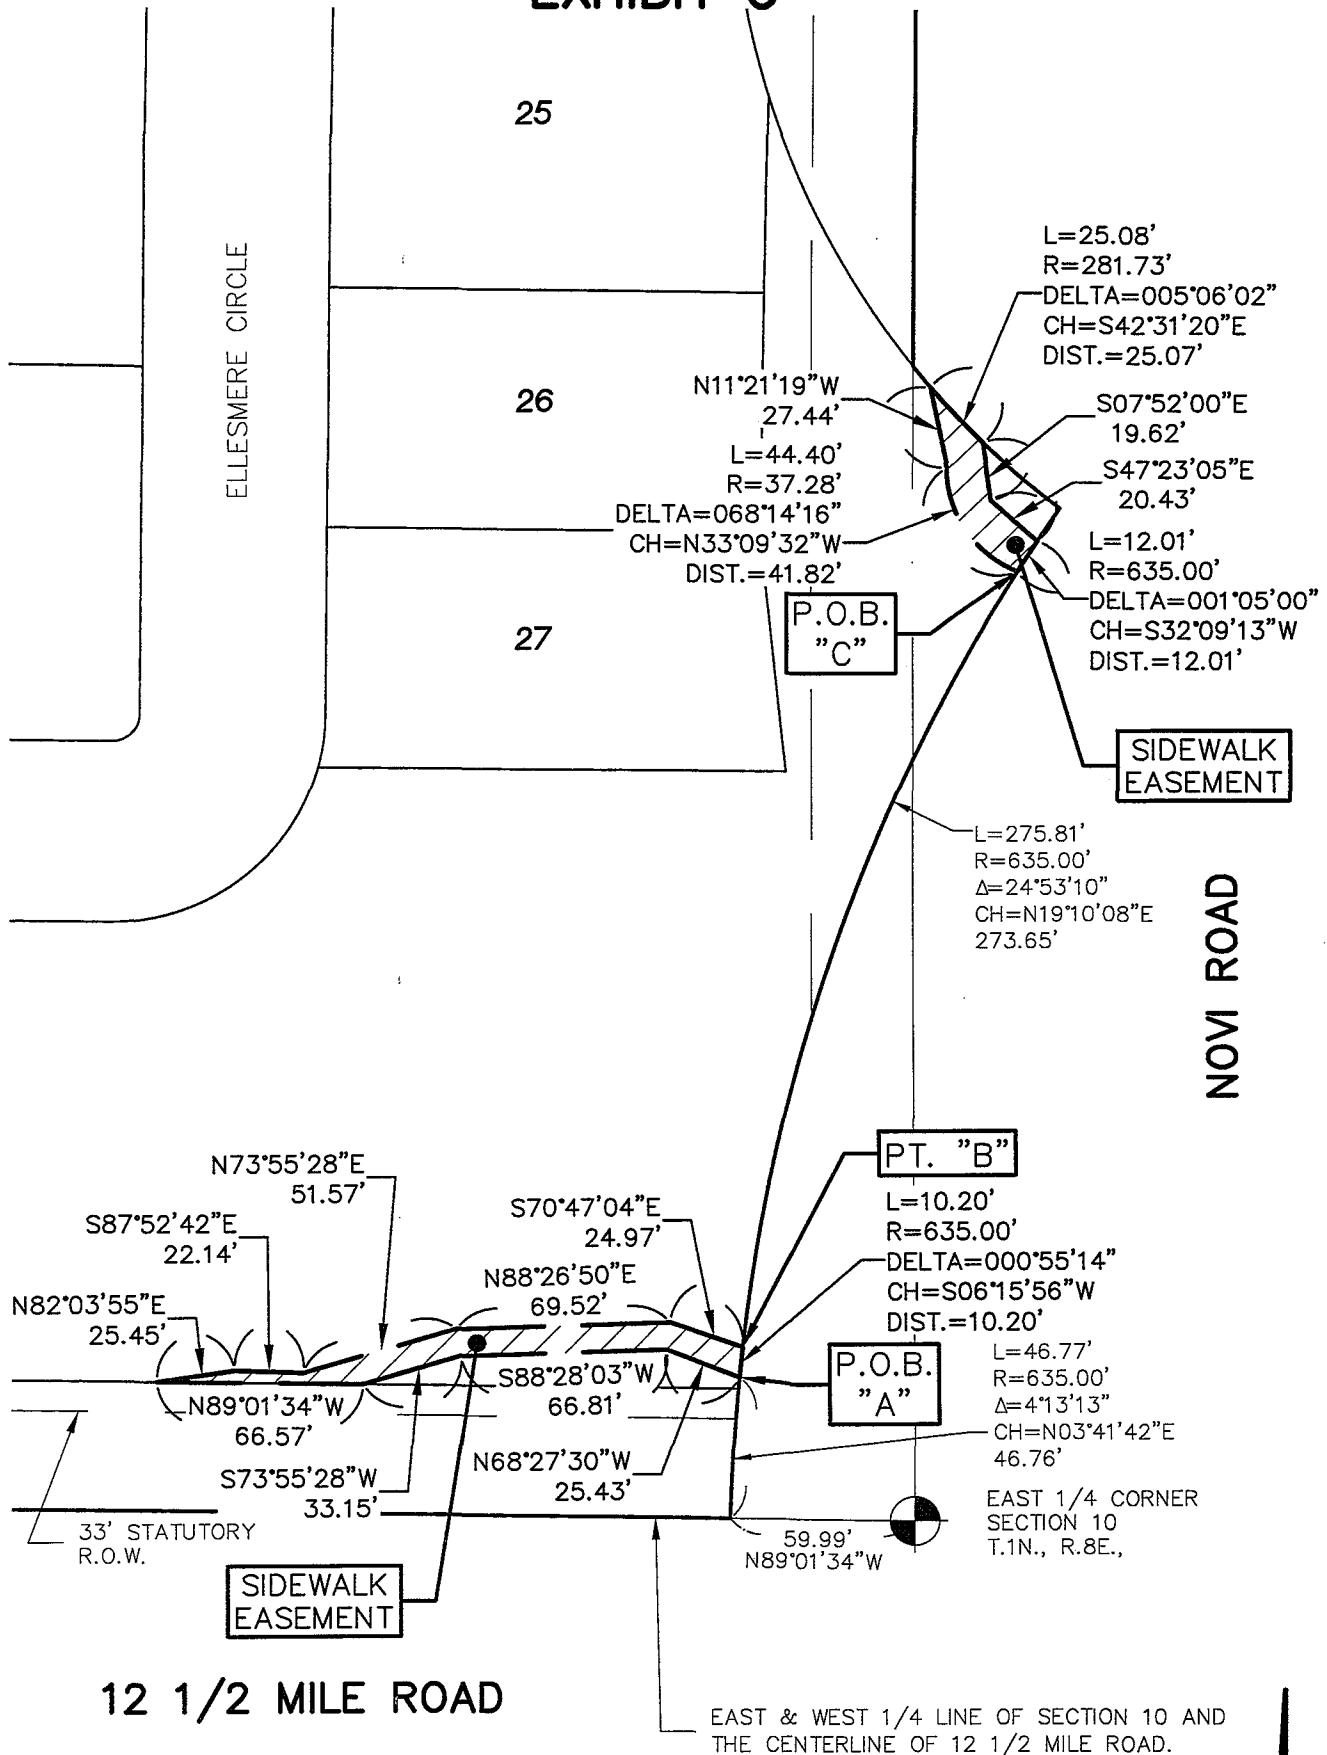 25
ELLESMERE CIRCLE
26
27
L=25.08'
R=281.73'
DELTA=005°06'02"
CH=S42°31'20"E
DIST.=25.07'
N11°21'19"W
27.44'
S07°52'00"E
19.62'
L=44.40'
R=37.28'
DELTA=068°14'16"
CH=N33°09'32"W
DIST.=41.82'
S47°23'05"E
20.43'
L=12.01'
R=635.00'
DELTA=001°05'00"
CH=S32°09'13"W
DIST.=12.01'
P.O.B.
"C"
SIDEWALK
EASEMENT
L=275.81'
R=635.00'
Δ=24°53'10"
CH=N19°10'08"E
273.65'
NOVI ROAD
PT. "B"
L=10.20'
R=635.00'
DELTA=000°55'14"
CH=S06°15'56"W
DIST.=10.20'
N73°55'28"E
51.57'
S87°52'42"E
22.14'
S70°47'04"E
24.97'
N82°03'55"E
25.45'
N88°26'50"E
69.52'
P.O.B.
"A"
L=46.77'
R=635.00'
Δ=4°13'13"
CH=N03°41'42"E
46.76'
N89°01'34"W
66.57'
S88°28'03"W
66.81'
S73°55'28"W
33.15'
N68°27'30"W
25.43'
33' STATUTORY
R.O.W.
59.99'
N89°01'34"W
EAST 1/4 CORNER
SECTION 10
T.1N., R.8E.,
SIDEWALK
EASEMENT
12 1/2 MILE ROAD
EAST & WEST 1/4 LINE OF SECTION 10 AND
THE CENTERLINE OF 12 1/2 MILE ROAD.